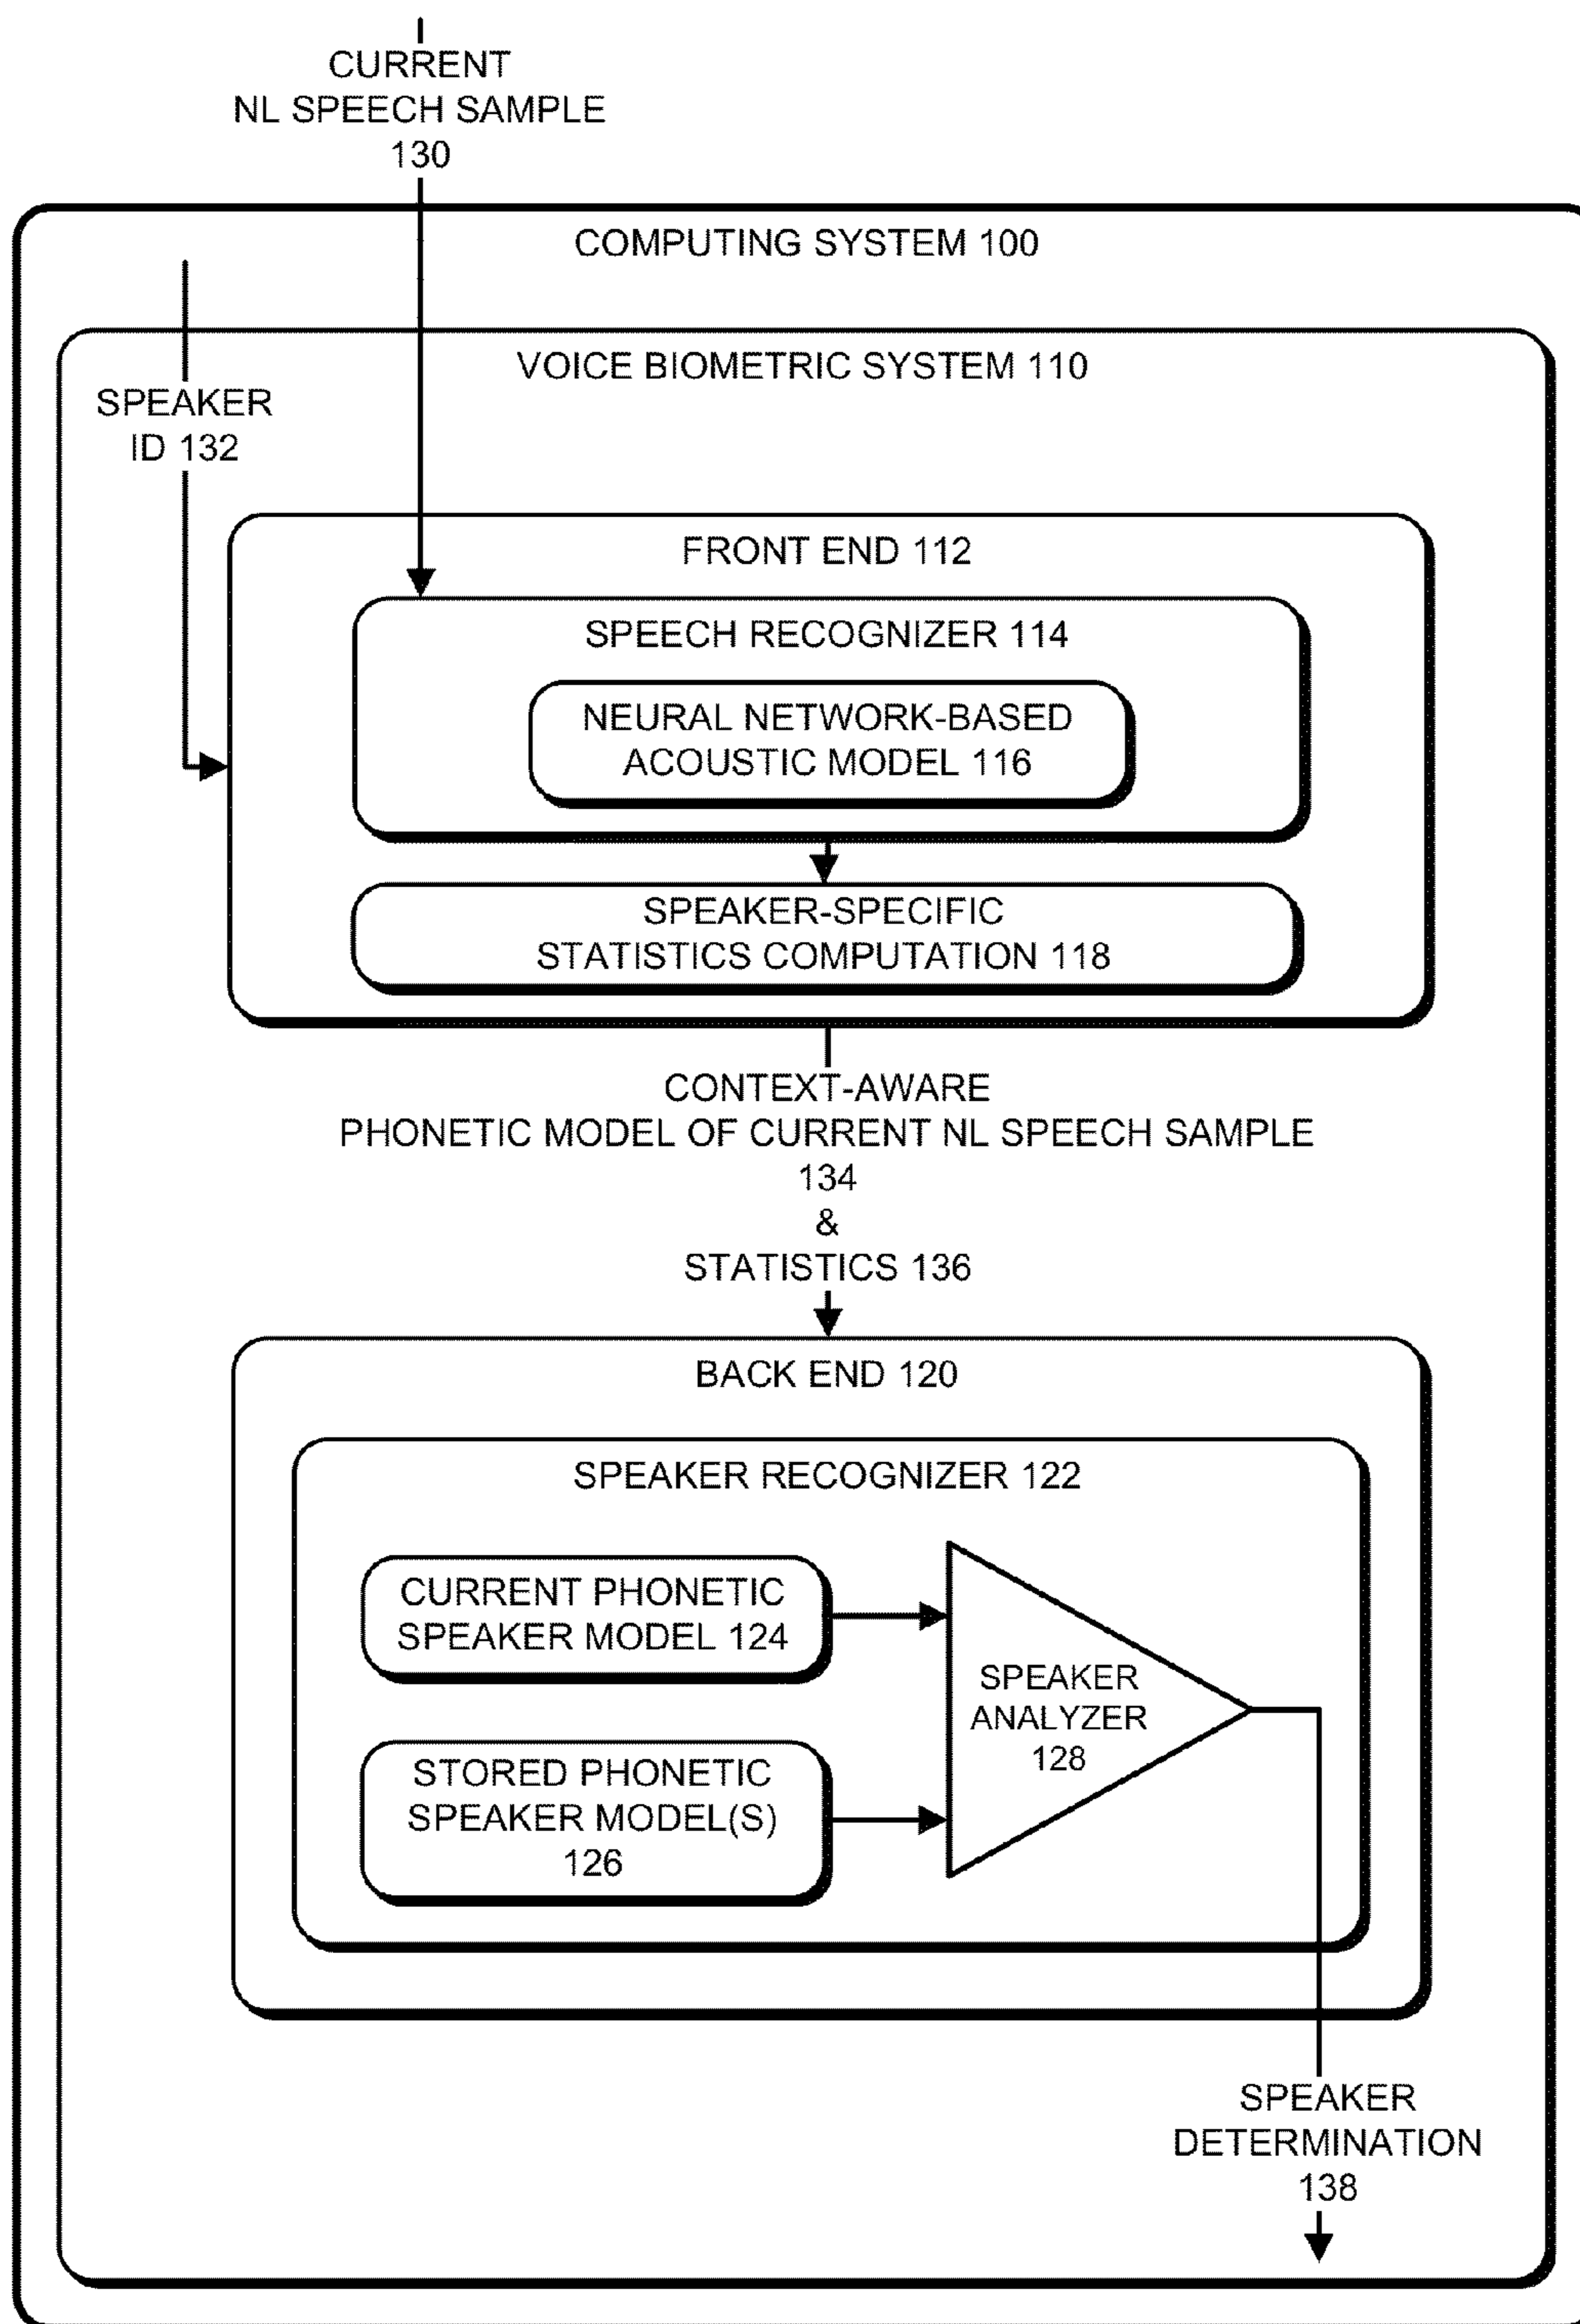 CURRENT
NL SPEECH SAMPLE
130
COMPUTING SYSTEM 100
VOICE BIOMETRIC SYSTEM 110
SPEAKER
ID 132
FRONT END 112
SPEECH RECOGNIZER 114
NEURAL NETWORK-BASED
ACOUSTIC MODEL 116
SPEAKER-SPECIFIC
STATISTICS COMPUTATION 118
CONTEXT-AWARE
PHONETIC MODEL OF CURRENT NL SPEECH SAMPLE
134
&
STATISTICS 136
BACK END 120
SPEAKER RECOGNIZER 122
CURRENT PHONETIC
SPEAKER MODEL 124
SPEAKER
ANALYZER
128
STORED PHONETIC
SPEAKER MODEL(S)
126
SPEAKER
DETERMINATION
138